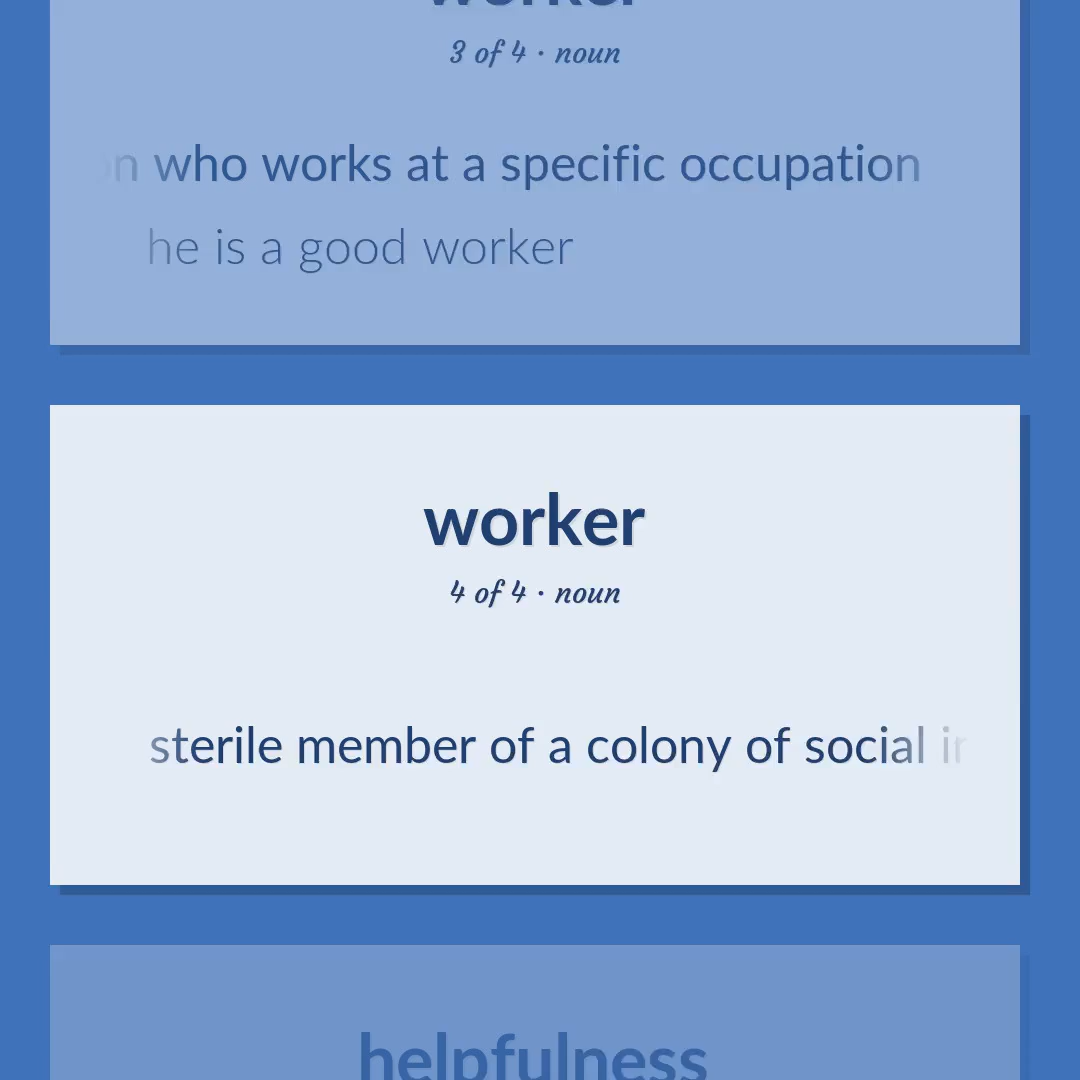 worker
3 of 4 · noun
who works at a specific occupation
he is a good worker
worker
4 of 4 · noun
sterile member of a colony of social
helpfulness